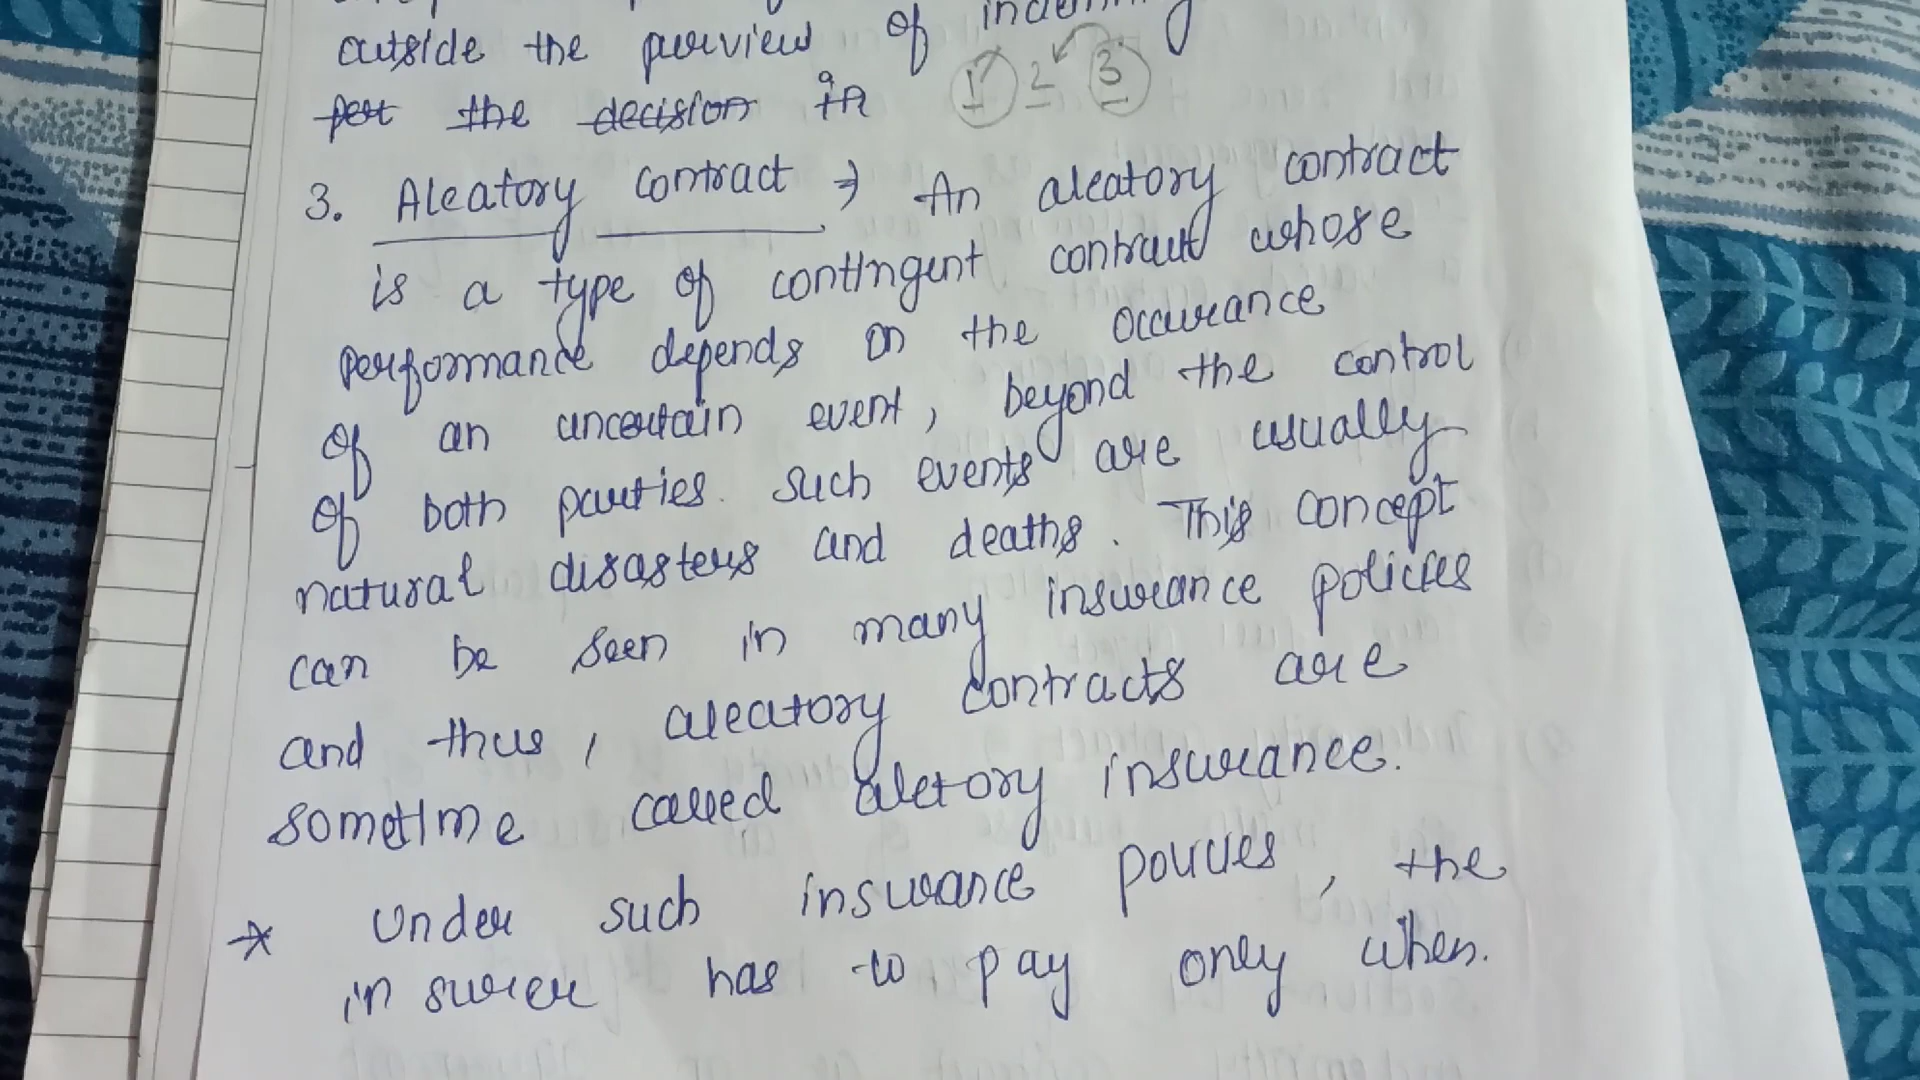 outside the purview of
per the decision in 1 2 3
3. Aleatory contract → An aleatory contract
is a type of contingent contract whose
performance depends on the occurance
of an uncertain event, beyond the control
of both parties. Such events are usually
natural disasters and deaths. This concept
can be seen in many insurance policies
and thus, aleatory contracts are
sometime called aletory insurance.
* Under such insurance policies, the
insurer has to pay only when.